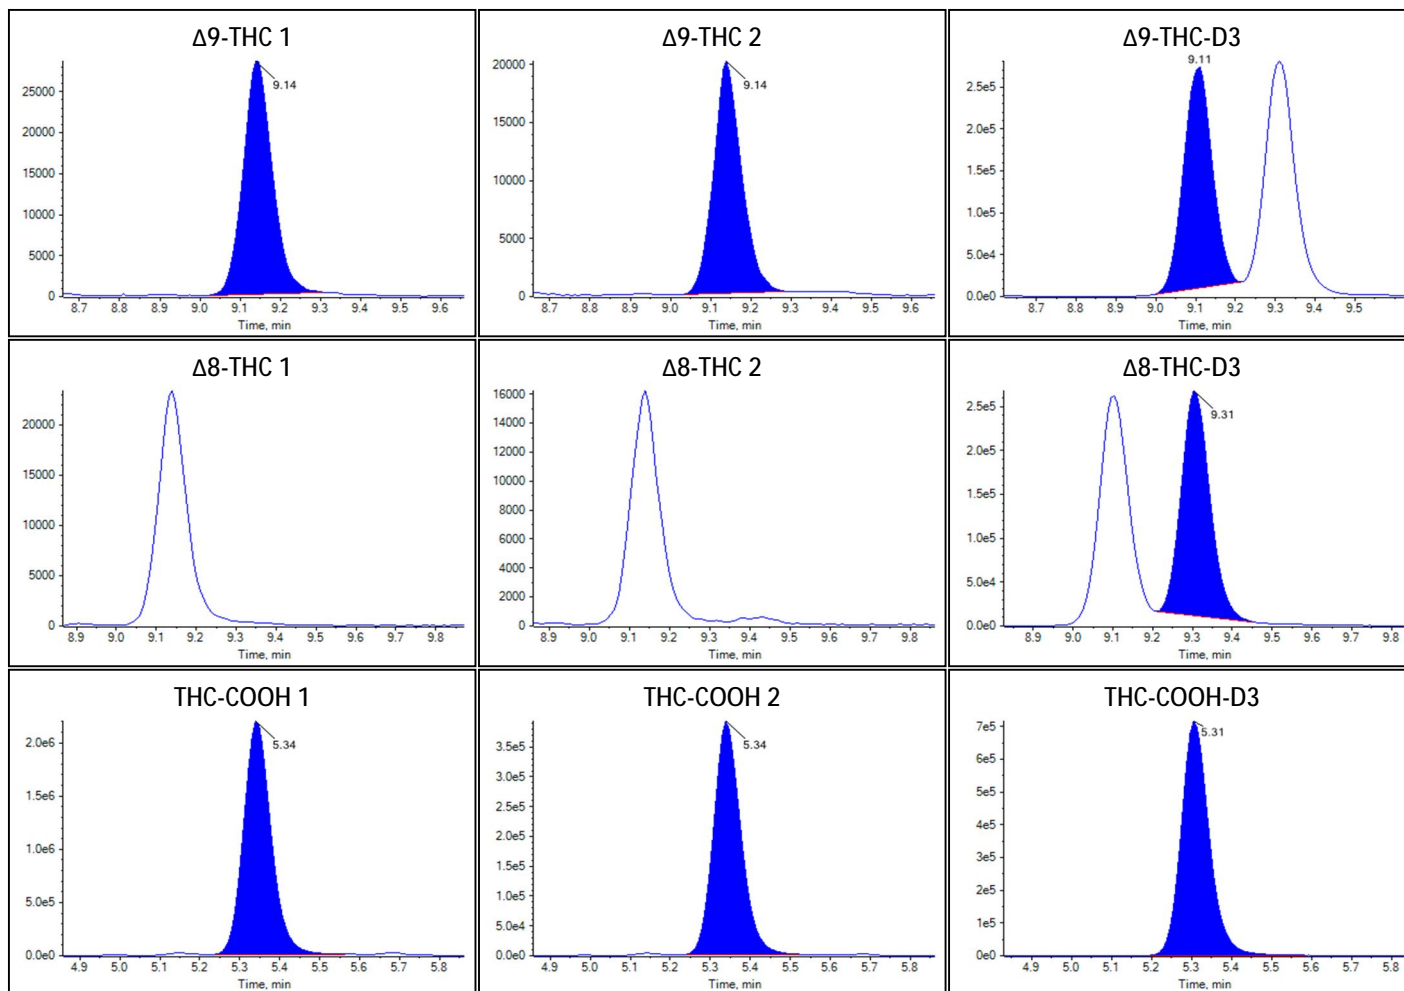 Δ9-THC 1
9.14
25000
20000
15000
10000
5000
0
8.7 8.8 8.9 9.0 9.1 9.2 9.3 9.4 9.5 9.6
Time, min
Δ9-THC 2
9.14
20000
15000
10000
5000
0
8.7 8.8 8.9 9.0 9.1 9.2 9.3 9.4 9.5 9.6
Time, min
Δ9-THC-D3
9.11
2.5e5
2.0e5
1.5e5
1.0e5
5.0e4
0.0e0
8.7 8.8 8.9 9.0 9.1 9.2 9.3 9.4 9.5
Time, min
Δ8-THC 1
20000
15000
10000
5000
0
8.9 9.0 9.1 9.2 9.3 9.4 9.5 9.6 9.7 9.8
Time, min
Δ8-THC 2
16000
14000
12000
10000
8000
6000
4000
2000
0
8.9 9.0 9.1 9.2 9.3 9.4 9.5 9.6 9.7 9.8
Time, min
Δ8-THC-D3
9.31
2.5e5
2.0e5
1.5e5
1.0e5
5.0e4
0.0e0
8.9 9.0 9.1 9.2 9.3 9.4 9.5 9.6 9.7 9.8
Time, min
THC-COOH 1
5.34
2.0e6
1.5e6
1.0e6
5.0e5
0.0e0
4.9 5.0 5.1 5.2 5.3 5.4 5.5 5.6 5.7 5.8
Time, min
THC-COOH 2
5.34
3.5e5
3.0e5
2.5e5
2.0e5
1.5e5
1.0e5
5.0e4
0.0e0
4.9 5.0 5.1 5.2 5.3 5.4 5.5 5.6 5.7 5.8
Time, min
THC-COOH-D3
5.31
7e5
6e5
5e5
4e5
3e5
2e5
1e5
0e0
4.9 5.0 5.1 5.2 5.3 5.4 5.5 5.6 5.7 5.8
Time, min